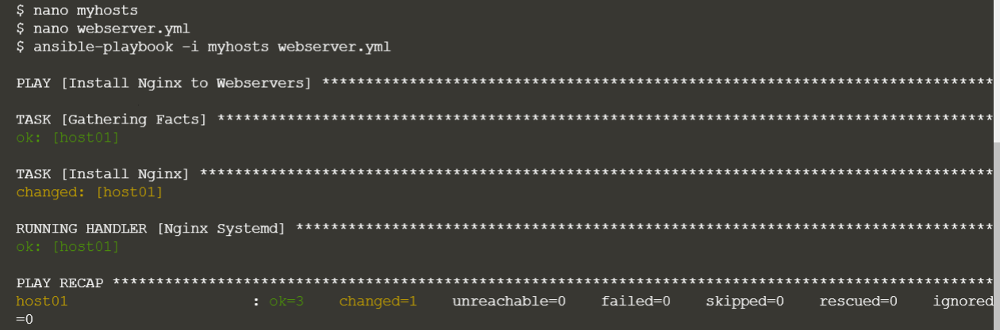 $ nano myhosts
$ nano webserver.yml
$ ansible-playbook -i myhosts webserver.yml
PLAY [Install Nginx to Webservers] *****************************************************************************
TASK [Gathering Facts] *****************************************************************************************
ok: [host01]
TASK [Install Nginx] *******************************************************************************************
changed: [host01]
RUNNING HANDLER [Nginx Systemd] ********************************************************************************
ok: [host01]
PLAY RECAP *****************************************************************************************************
host01                     : ok=3    changed=1    unreachable=0    failed=0    skipped=0    rescued=0    ignored
=0